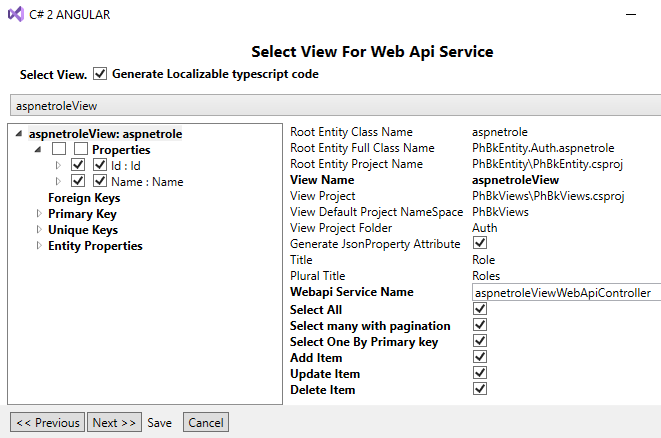 C# 2 ANGULAR
Select View For Web Api Service
Select View. Generate Localizable typescript code
aspnetroleView
aspnetroleView: aspnetrole
Properties
Id : Id
Name : Name
Foreign Keys
Primary Key
Unique Keys
Entity Properties
Root Entity Class Name aspnetrole
Root Entity Full Class Name PhBkEntity.Auth.aspnetrole
Root Entity Project Name PhBkEntity\PhBkEntity.csproj
View Name aspnetroleView
View Project PhBkViews\PhBkViews.csproj
View Default Project NameSpace PhBkViews
View Project Folder Auth
Generate JsonProperty Attribute
Title Role
Plural Title Roles
Webapi Service Name aspnetroleViewWebApiController
Select All
Select many with pagination
Select One By Primary key
Add Item
Update Item
Delete Item
<< Previous Next >> Save Cancel